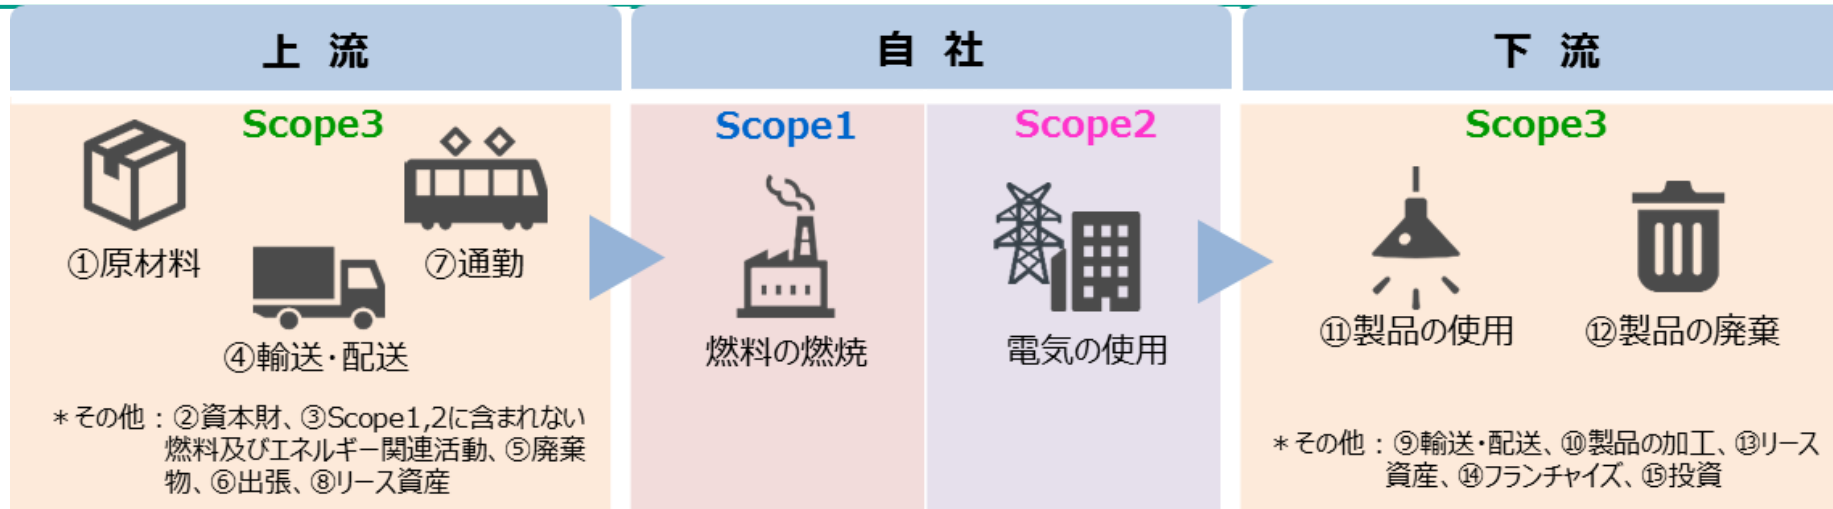 上 流
自 社
下 流
Scope3
①原材料
⑦通勤
④輸送・配送
＊その他：②資本財、③Scope1,2に含まれない
燃料及びエネルギー関連活動、⑤廃棄
物、⑥出張、⑧リース資産
Scope1
燃料の燃焼
Scope2
電気の使用
Scope3
⑪製品の使用
⑫製品の廃棄
＊その他：⑨輸送・配送、⑩製品の加工、⑬リース
資産、⑭フランチャイズ、⑮投資